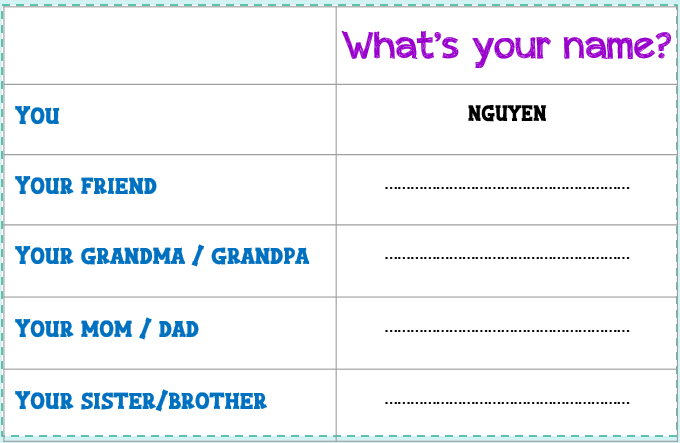 What's your name?
YOU
NGUYEN
YOUR FRIEND
................................................................
YOUR GRANDMA / GRANDPA
................................................................
YOUR MOM / DAD
................................................................
YOUR SISTER/BROTHER
................................................................